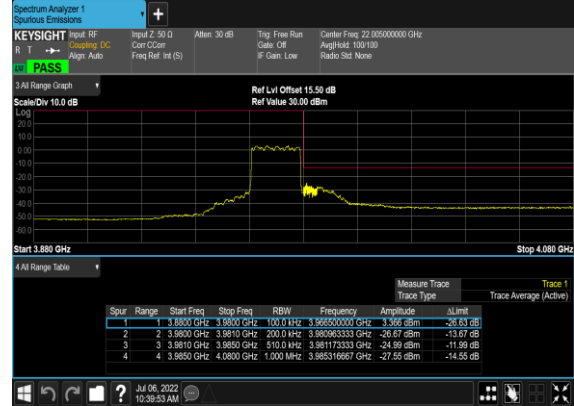 Spectrum Analyzer 1
Spurious Emissions
+
KEYSIGHT Input: RF Input Z: 50 Ω Atten: 30 dB Trig: Free Run Center Freq: 22.005000000 GHz
R T Coupling: DC Corr CCorr Gate: Off Avg|Hold: 100/100
Align: Auto Freq Ref: Int (S) IF Gain: Low Radio Std: None
PASS
3 All Range Graph
Ref Lvl Offset 15.50 dB
Scale/Div 10.0 dB Ref Value 30.00 dBm
Log
20.0
10.0
0.00
-10.0
-20.0
-30.0
-40.0
-50.0
-60.0
Start 3.880 GHz Stop 4.080 GHz
4 All Range Table
Measure Trace Trace 1
Trace Type Trace Average (Active)
Spur Range Start Freq Stop Freq RBW Frequency Amplitude ΔLimit
1 1 3.8800 GHz 3.9800 GHz 100.0 kHz 3.966500000 GHz 3.366 dBm -26.63 dB
2 2 3.9800 GHz 3.9810 GHz 200.0 kHz 3.980963333 GHz -26.67 dBm -13.67 dB
3 3 3.9810 GHz 3.9850 GHz 510.0 kHz 3.981173333 GHz -24.99 dBm -11.99 dB
4 4 3.9850 GHz 4.0800 GHz 1.000 MHz 3.985316667 GHz -27.55 dBm -14.55 dB
? Jul 06, 2022
10:39:53 AM